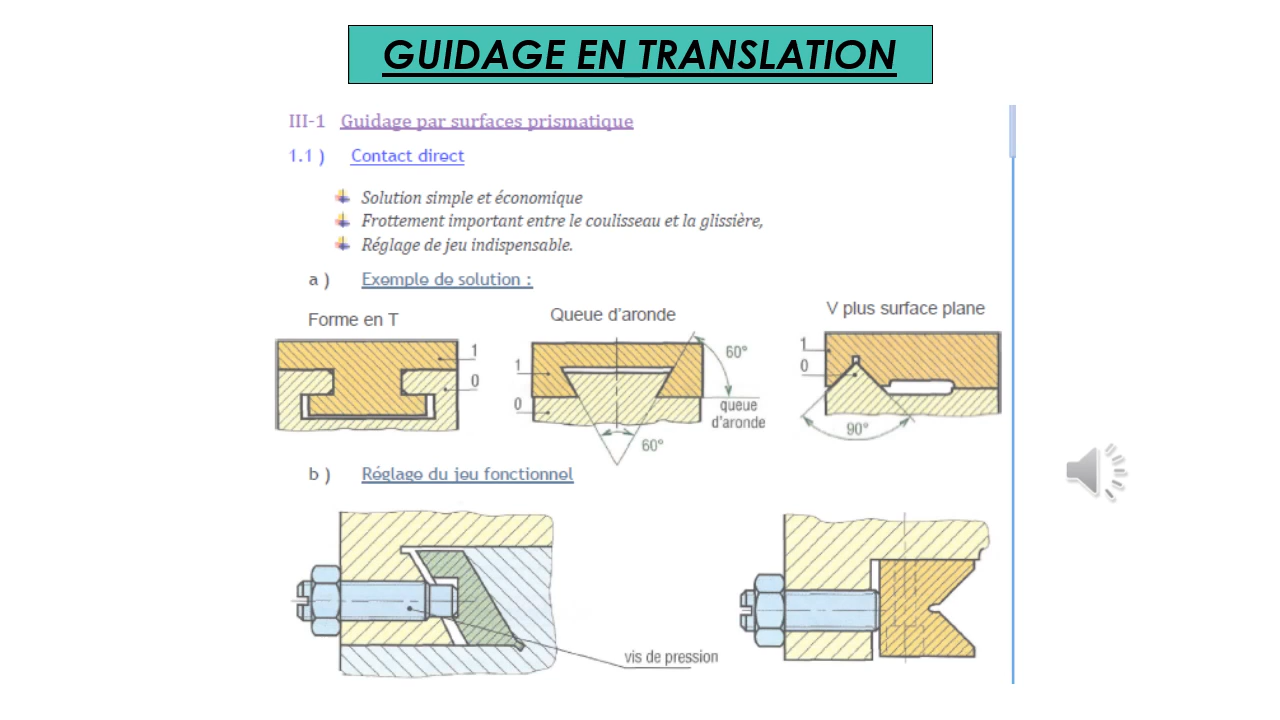 GUIDAGE EN TRANSLATION
III-1 Guidage par surfaces prismatique
1.1 ) Contact direct
Solution simple et économique
Frottement important entre le coulisseau et la glissière,
Réglage de jeu indispensable.
a ) Exemple de solution :
Forme en T
Queue d'aronde
V plus surface plane
1
0
1
0
60°
queue
d'aronde
60°
1
0
90°
b ) Réglage du jeu fonctionnel
vis de pression